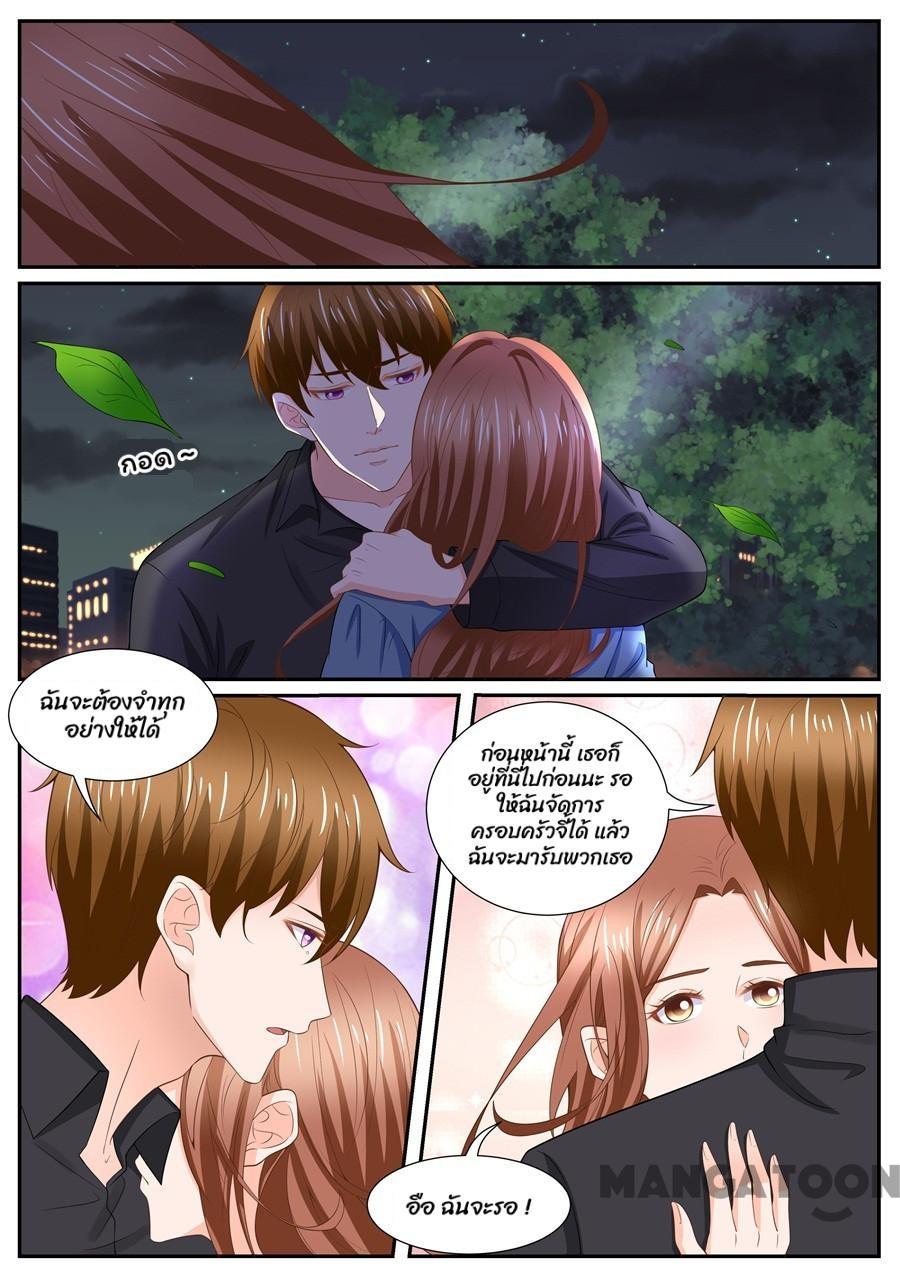 กอด ~
ฉันจะต้องจำทุก
อย่างให้ได้
ก่อนหน้านี้ เธอก็
อยู่ที่นี่ไปก่อนนะ รอ
ให้ฉันจัดการ
ครอบครัวจี้ได้ แล้ว
ฉันจะมารับพวกเธอ
อือ ฉันจะรอ !
MANGATOON